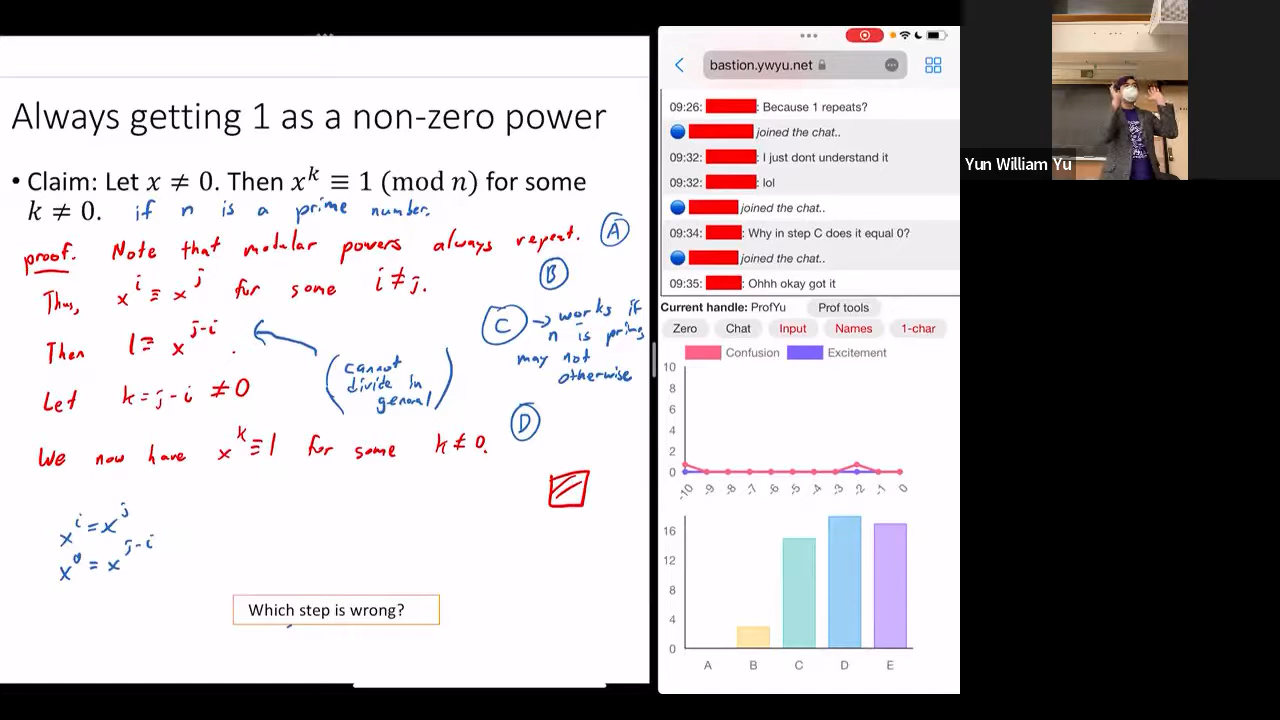 Always getting 1 as a non-zero power
• Claim: Let x ≠ 0. Then x^k ≡ 1 (mod n) for some
k ≠ 0. if n is a prime number.
proof. Note that modular powers always repeat. (A)
Thus, x^i ≡ x^j for some i ≠ j. (B)
Then 1 ≡ x^{j-i}.
(cannot
divide in
general)
(C) → works if
n is prime
may not
otherwise
Let k = j - i ≠ 0
We now have x^k ≡ 1 for some k ≠ 0. (D)
x^i = x^j
x^0 = x^{j-i}
Which step is wrong?
bastion.ywyu.net
09:26: : Because 1 repeats?
joined the chat..
09:32: : I just dont understand it
09:32: : lol
joined the chat..
09:34: : Why in step C does it equal 0?
joined the chat..
09:35: : Ohhh okay got it
Current handle: ProfYu Prof tools
Zero Chat Input Names 1-char
Confusion Excitement
10
8
6
4
2
0
-10 -9 -8 -7 -6 -5 -4 -3 -2 -1 0
16
12
8
4
0
A B C D E
Yun William Yu